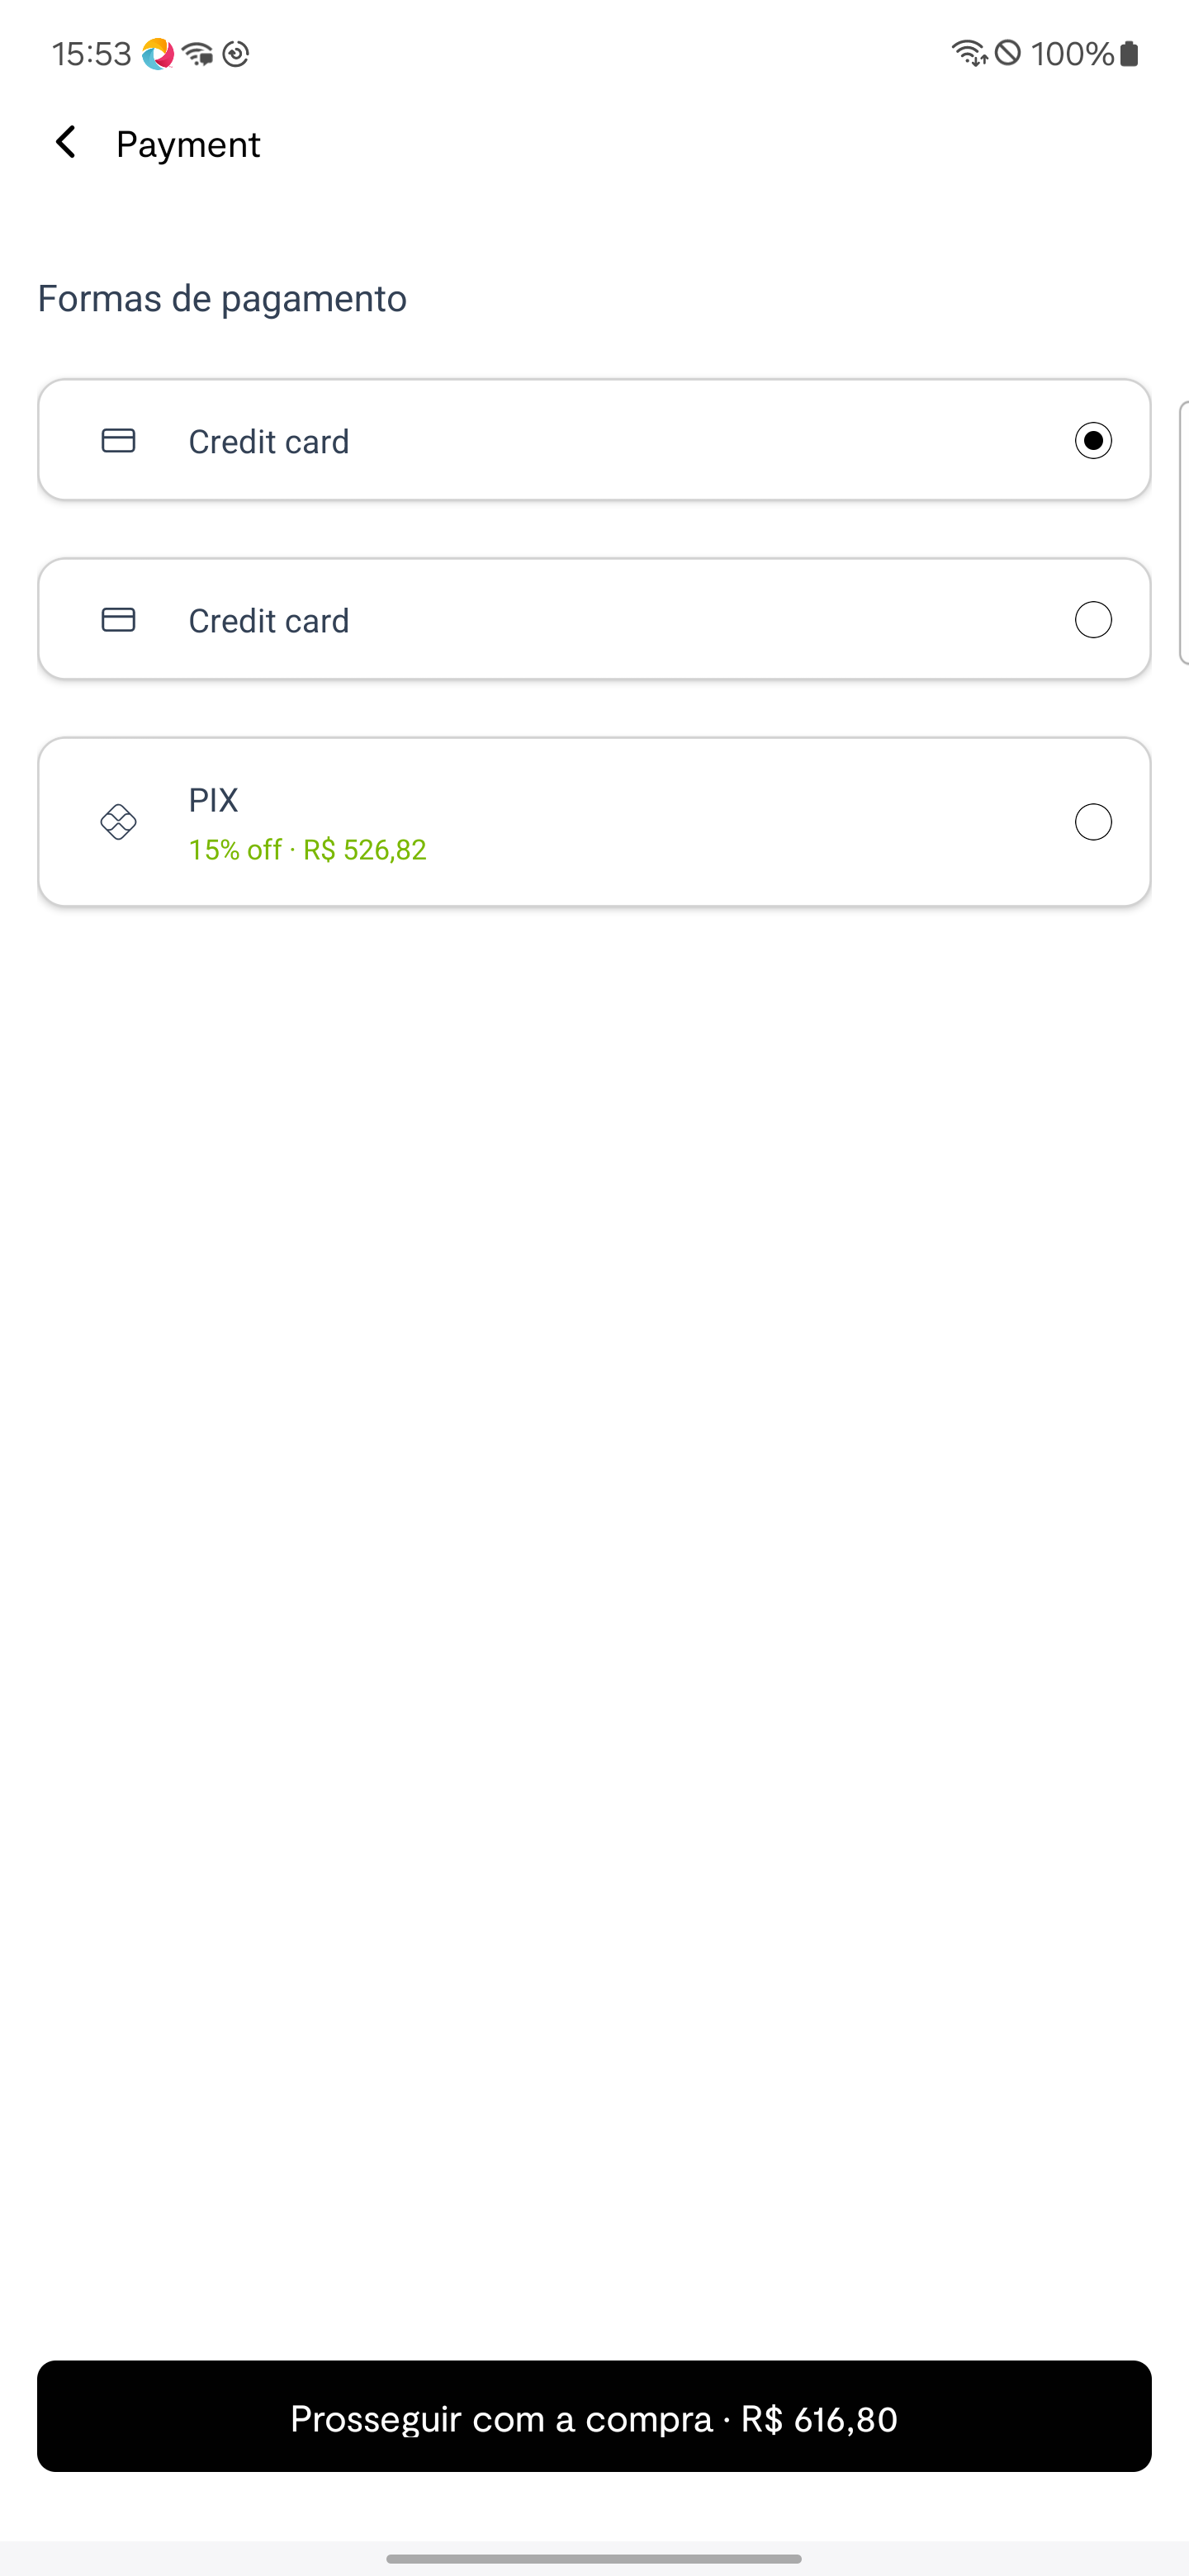 15:53
100%
Payment
Formas de pagamento
Credit card
Credit card
PIX
15% off · R$ 526,82
Prosseguir com a compra · R$ 616,80